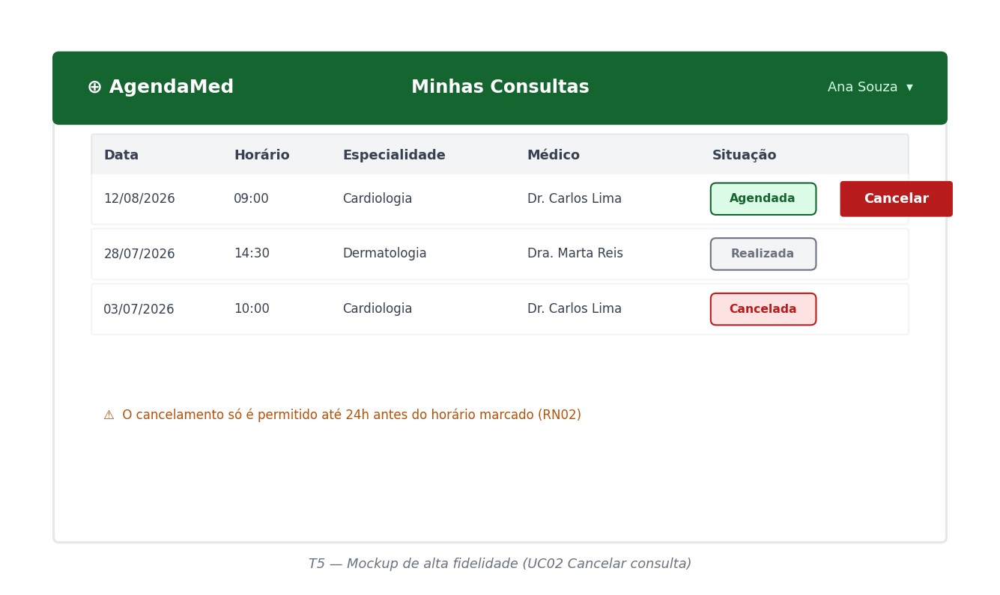 ⊕ AgendaMed Minhas Consultas Ana Souza ▾
Data Horário Especialidade Médico Situação
12/08/2026 09:00 Cardiologia Dr. Carlos Lima Agendada Cancelar
28/07/2026 14:30 Dermatologia Dra. Marta Reis Realizada
03/07/2026 10:00 Cardiologia Dr. Carlos Lima Cancelada
⚠ O cancelamento só é permitido até 24h antes do horário marcado (RN02)
T5 — Mockup de alta fidelidade (UC02 Cancelar consulta)